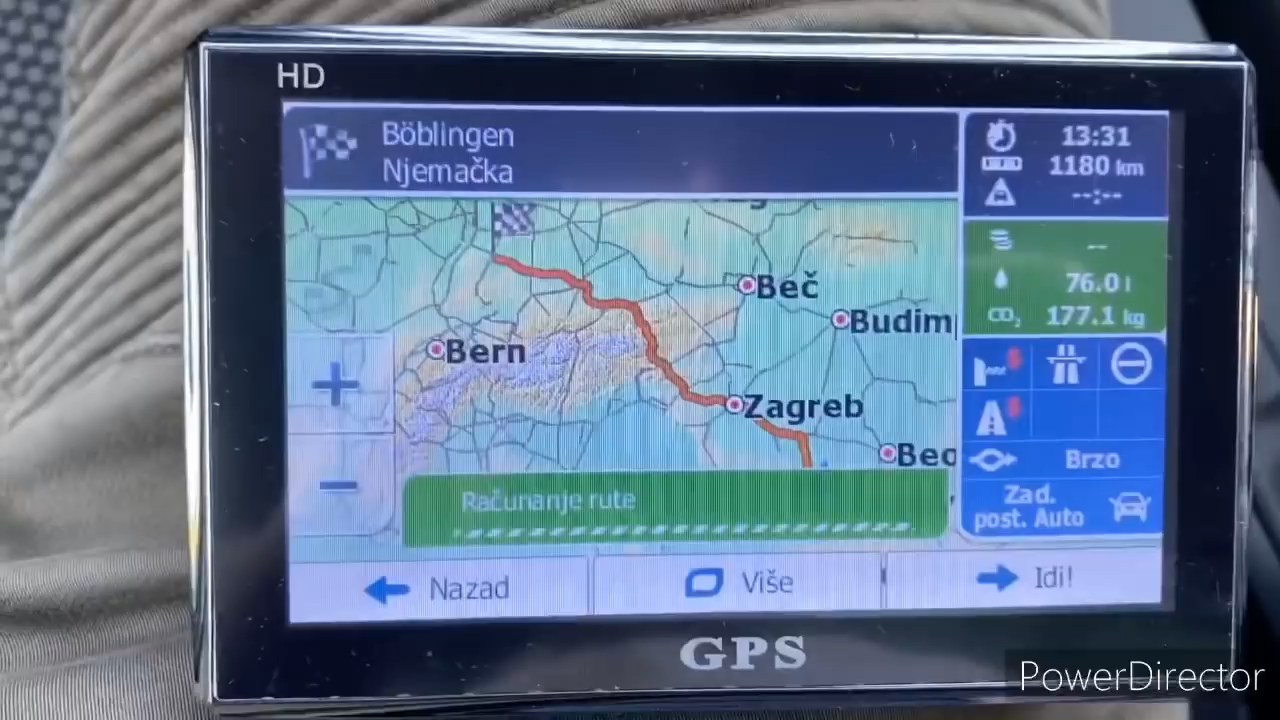 HD
Böblingen
Njemačka
13:31
1180 km
--:--
--
76.0 l
CO₂ 177.1 kg
Beč
Budim
Bern
Zagreb
Beo
+
-
Brzo
Zad.
post. Auto
Računanje rute
Nazad
Više
Idi!
GPS
PowerDirector